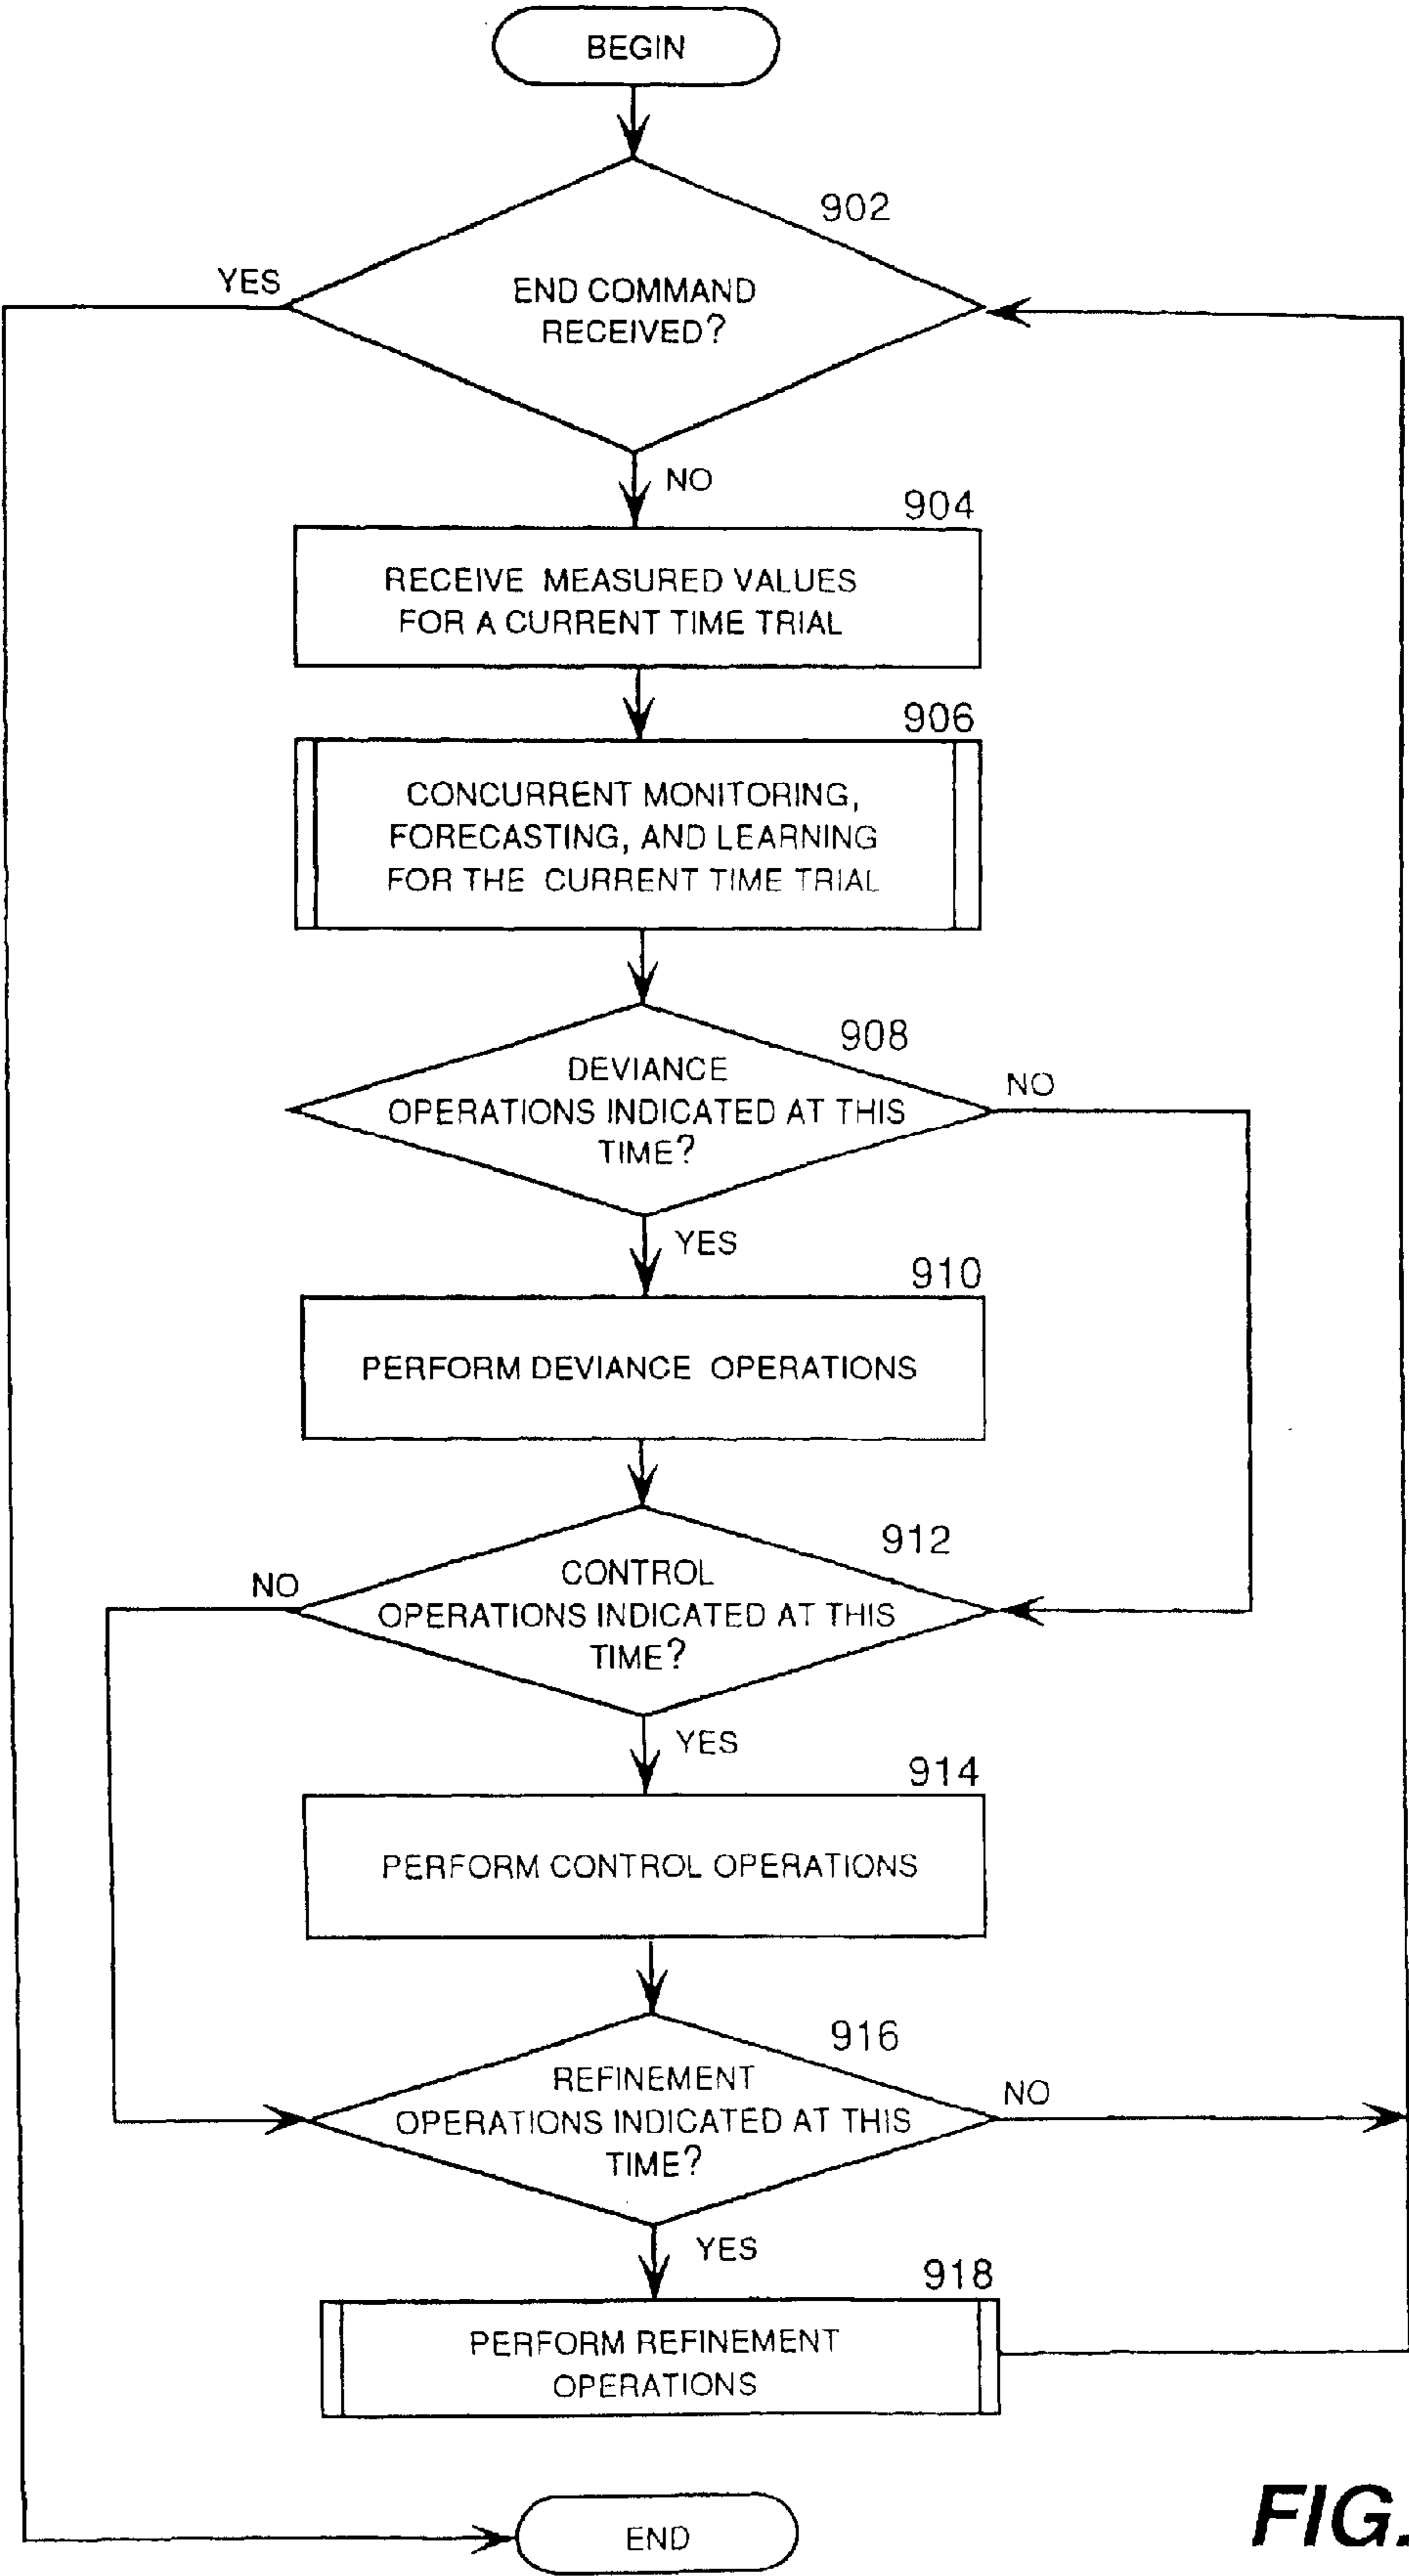 BEGIN
902
YES
END COMMAND
RECEIVED?
NO
904
RECEIVE MEASURED VALUES
FOR A CURRENT TIME TRIAL
906
CONCURRENT MONITORING,
FORECASTING, AND LEARNING
FOR THE CURRENT TIME TRIAL
908
DEVIANCE
OPERATIONS INDICATED AT THIS
TIME?
NO
YES
910
PERFORM DEVIANCE OPERATIONS
912
NO
CONTROL
OPERATIONS INDICATED AT THIS
TIME?
YES
914
PERFORM CONTROL OPERATIONS
916
REFINEMENT
OPERATIONS INDICATED AT THIS
TIME?
NO
YES
918
PERFORM REFINEMENT
OPERATIONS
END
FIG.